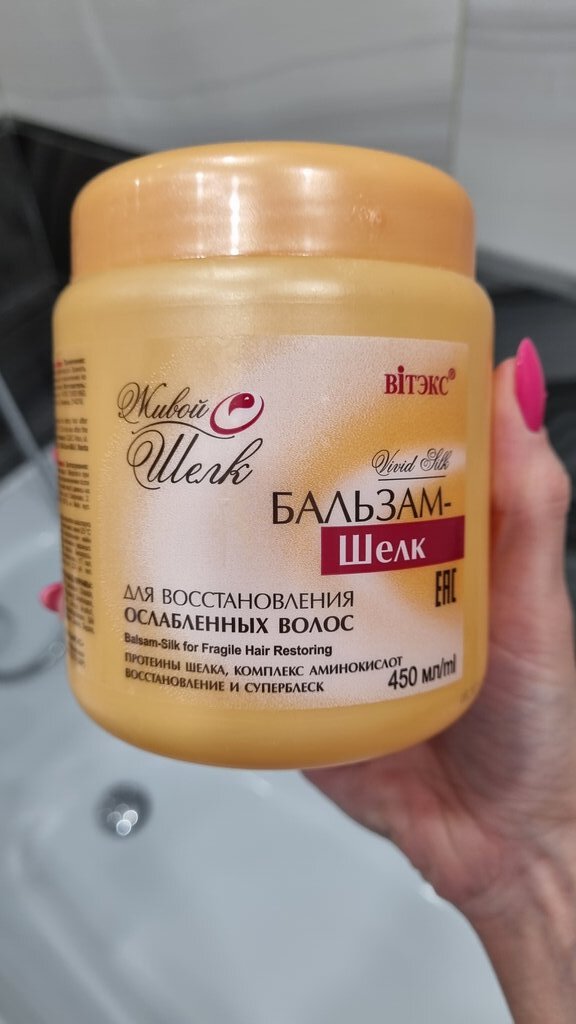 Живой
Шелк
ВІТЭКС®
Vivid Silk
БАЛЬЗАМ-
Шелк
ДЛЯ ВОССТАНОВЛЕНИЯ
ОСЛАБЛЕННЫХ ВОЛОС
EAC
Balsam-Silk for Fragile Hair Restoring
ПРОТЕИНЫ ШЕЛКА, КОМПЛЕКС АМИНОКИСЛОТ
ВОССТАНОВЛЕНИЕ И СУПЕРБЛЕСК
450 мл/ml